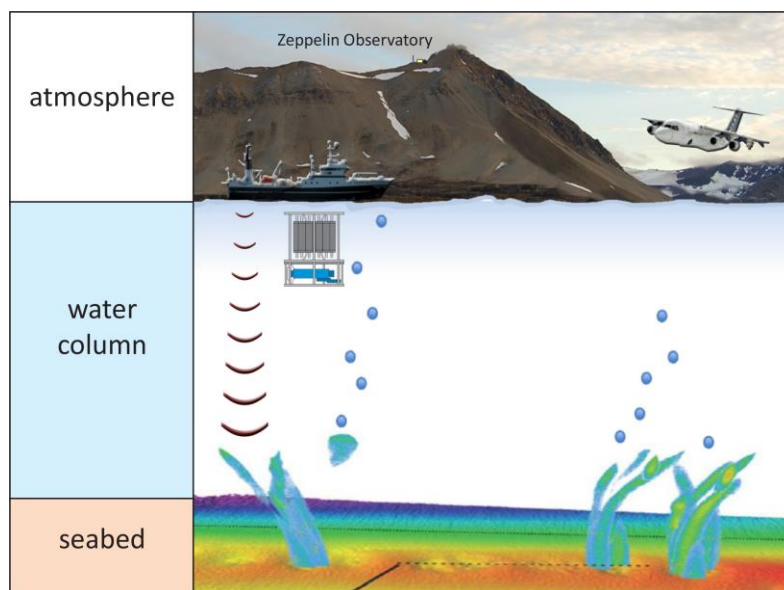 Zeppelin Observatory
atmosphere
water
column
seabed